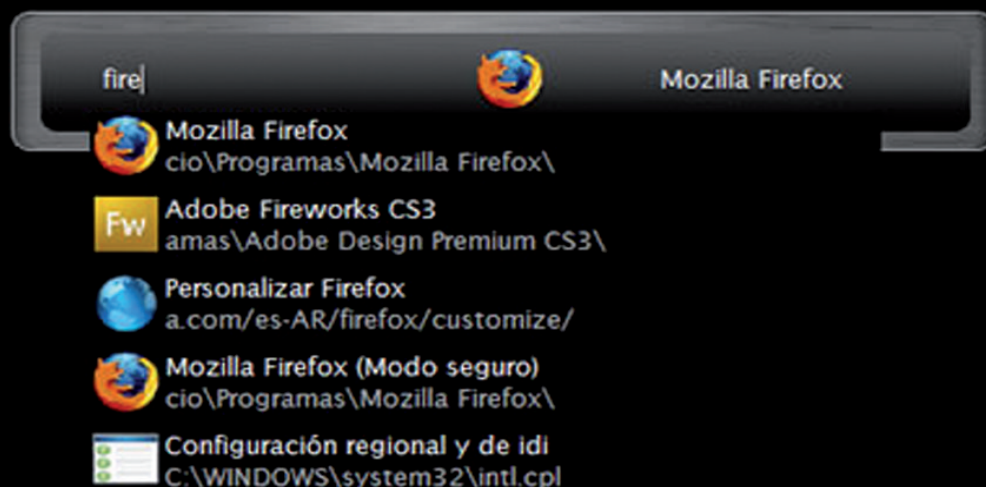 fire
Mozilla Firefox
Mozilla Firefox
cio\Programas\Mozilla Firefox\
Fw
Adobe Fireworks CS3
amas\Adobe Design Premium CS3\
Personalizar Firefox
a.com/es-AR/firefox/customize/
Mozilla Firefox (Modo seguro)
cio\Programas\Mozilla Firefox\
Configuración regional y de idi
C:\WINDOWS\system32\intl.cpl